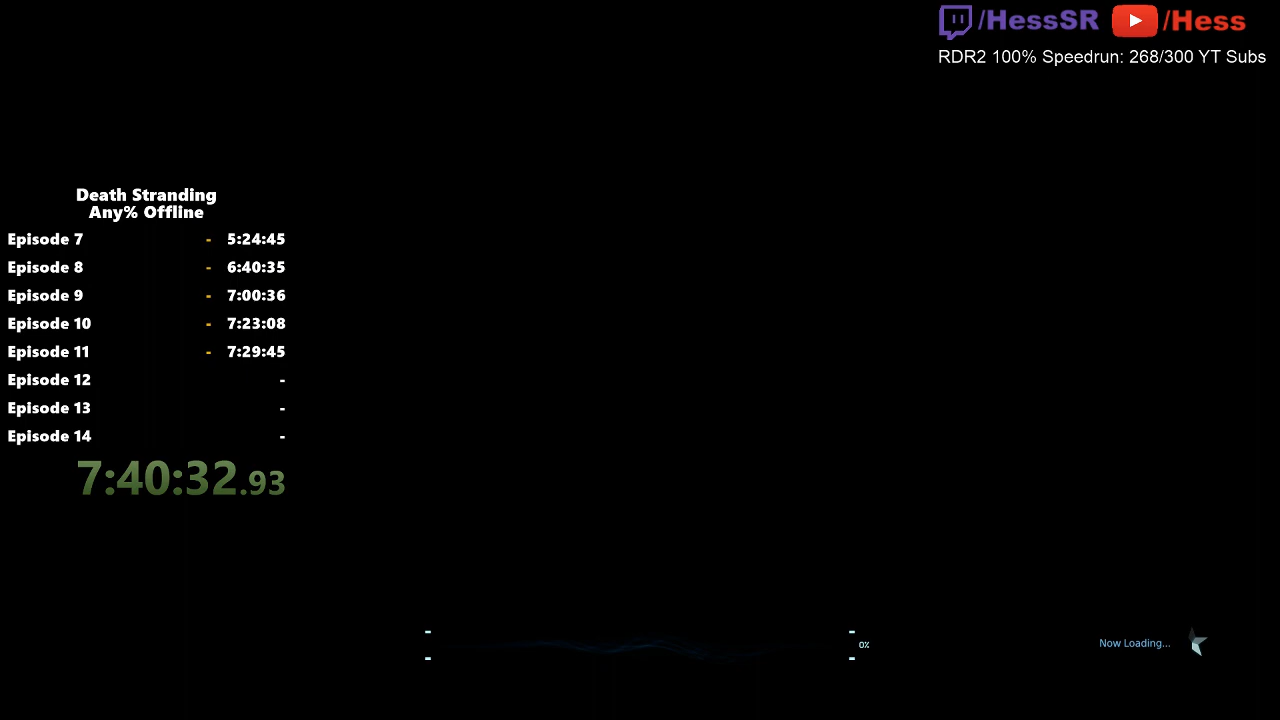 /HessSR /Hess
RDR2 100% Speedrun: 268/300 YT Subs
Death Stranding
Any% Offline
Episode 7 - 5:24:45
Episode 8 - 6:40:35
Episode 9 - 7:00:36
Episode 10 - 7:23:08
Episode 11 - 7:29:45
Episode 12 -
Episode 13 -
Episode 14 -
7:40:32.93
0%
Now Loading...